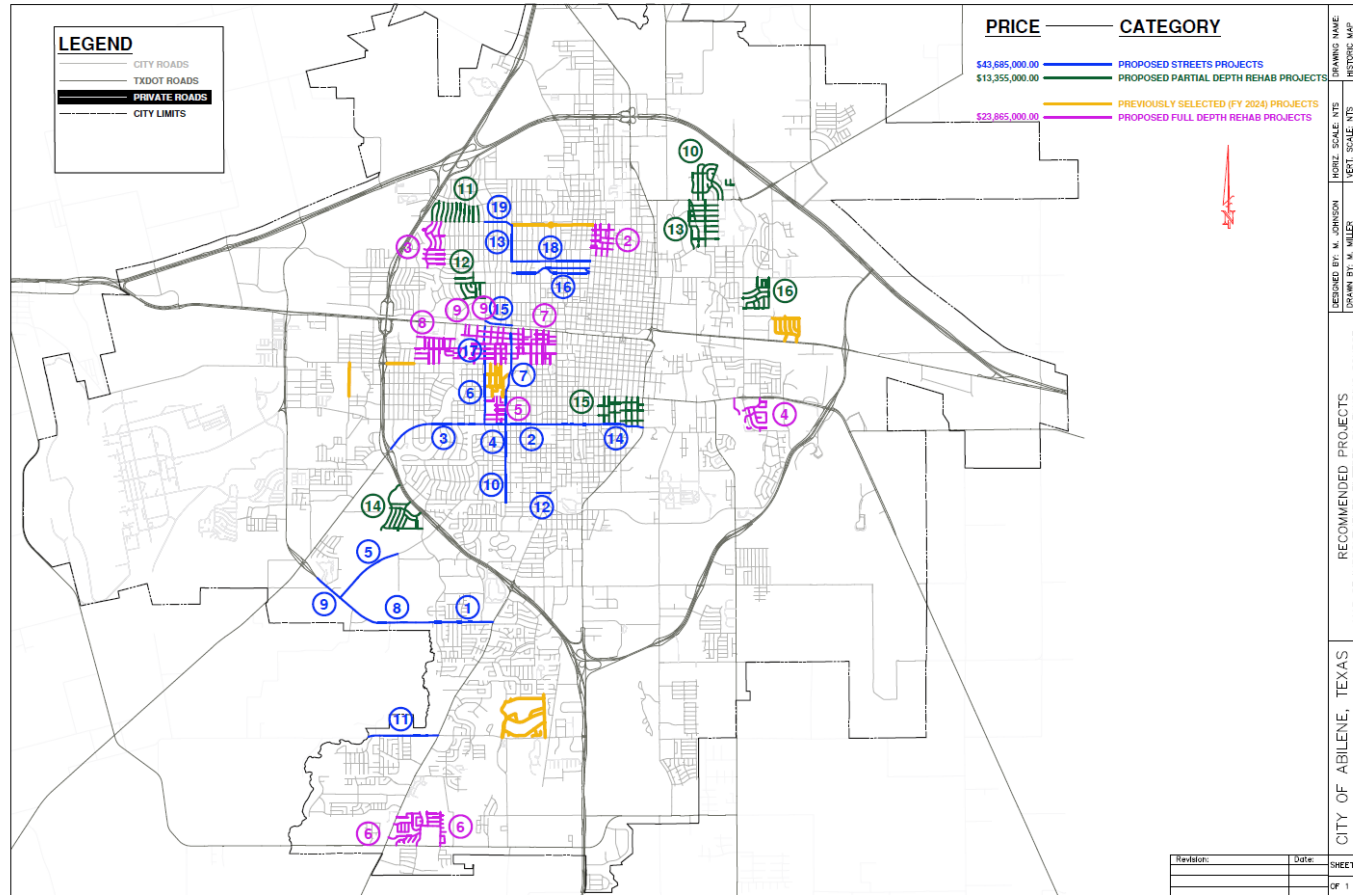 LEGEND
CITY ROADS
TXDOT ROADS
PRIVATE ROADS
CITY LIMITS
PRICE CATEGORY
$43,685,000.00 PROPOSED STREETS PROJECTS
$13,355,000.00 PROPOSED PARTIAL DEPTH REHAB PROJECTS
PREVIOUSLY SELECTED (FY 2024) PROJECTS
$23,865,000.00 PROPOSED FULL DEPTH REHAB PROJECTS
10
11
19
13
3
13
18
2
12
16
16
9
9
15
7
8
17
7
6
5
15
4
3
4
2
14
10
12
14
5
9
8
1
11
6
6
DRAWING NAME:
HISTORIC MAP
HORIZ. SCALE: NTS
VERT. SCALE: NTS
DESIGNED BY: M. JOHNSON
DRAWN BY: M. MILLER
RECOMMENDED PROJECTS
CITY OF ABILENE, TEXAS
Revision: Date:
SHEET
OF 1